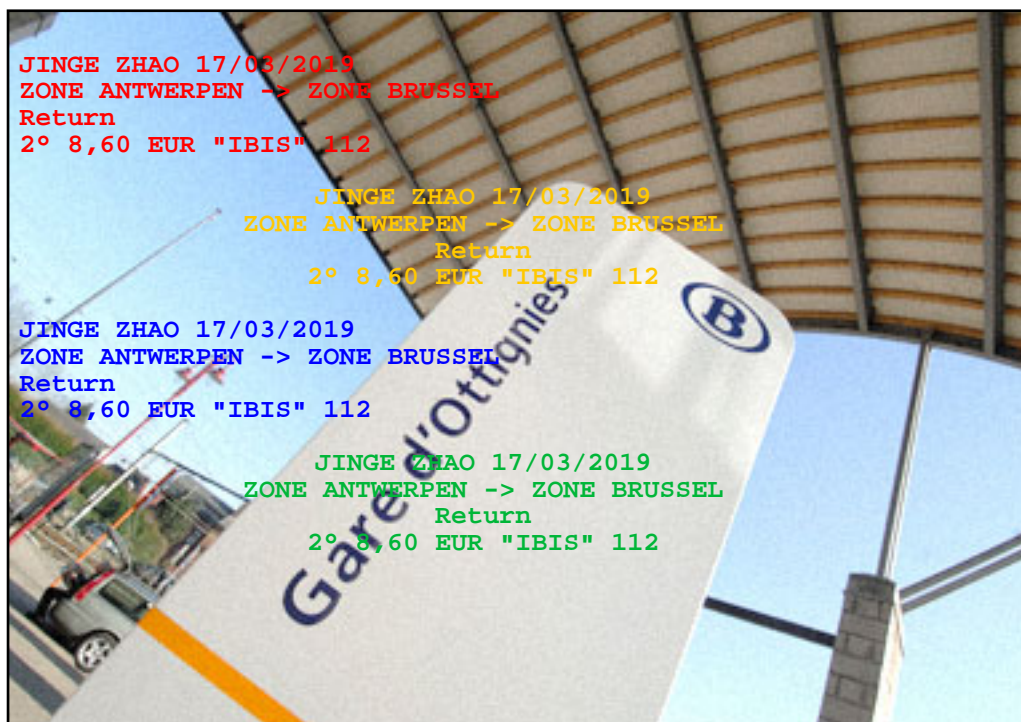 JINGE ZHAO 17/03/2019
ZONE ANTWERPEN -> ZONE BRUSSEL
Return
2° 8,60 EUR "IBIS" 112
JINGE ZHAO 17/03/2019
ZONE ANTWERPEN -> ZONE BRUSSEL
Return
2° 8,60 EUR "IBIS" 112
B
JINGE ZHAO 17/03/2019
ZONE ANTWERPEN -> ZONE BRUSSEL
Return
2° 8,60 EUR "IBIS" 112
Gare d'Ottignies
JINGE ZHAO 17/03/2019
ZONE ANTWERPEN -> ZONE BRUSSEL
Return
2° 8,60 EUR "IBIS" 112